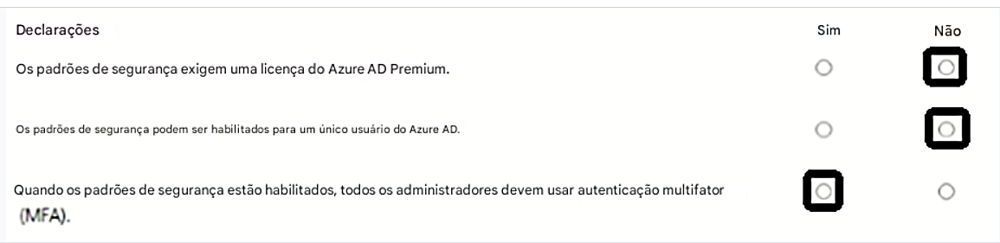 Declarações Sim Não
Os padrões de segurança exigem uma licença do Azure AD Premium.
Os padrões de segurança podem ser habilitados para um único usuário do Azure AD.
Quando os padrões de segurança estão habilitados, todos os administradores devem usar autenticação multifator
(MFA).